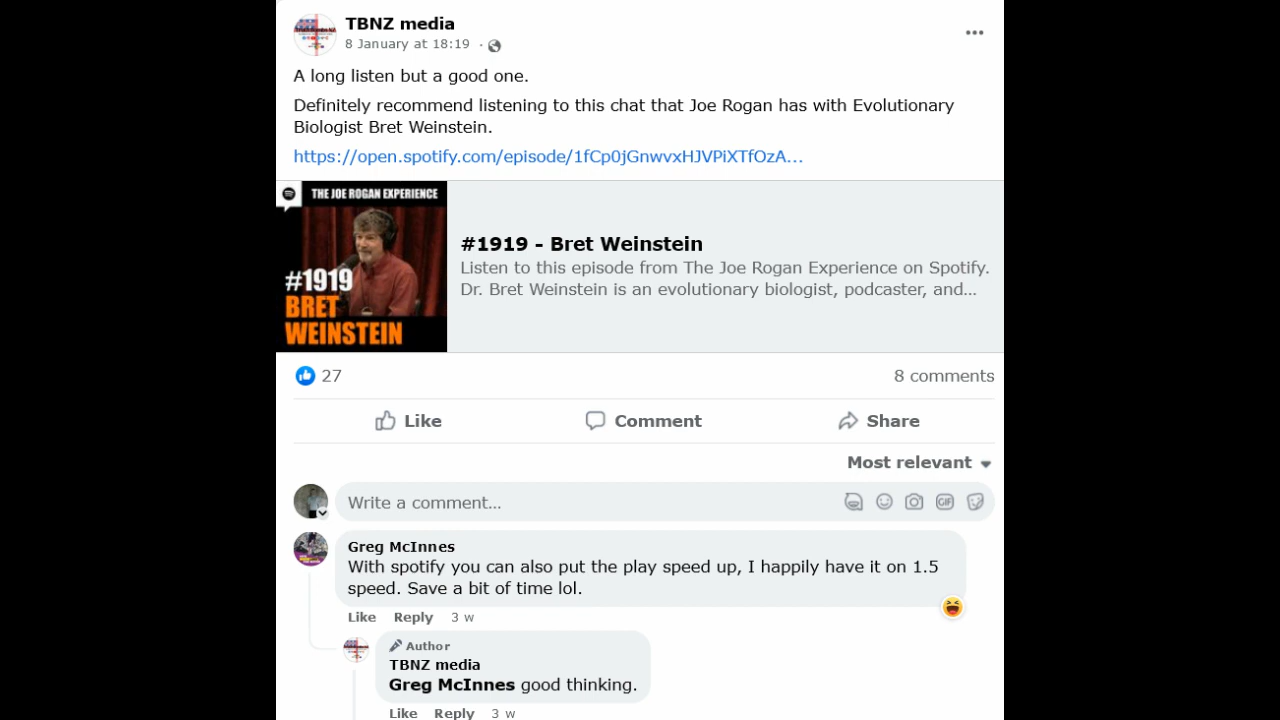 TBNZ media
8 January at 18:19 ·
A long listen but a good one.
Definitely recommend listening to this chat that Joe Rogan has with Evolutionary
Biologist Bret Weinstein.
https://open.spotify.com/episode/1fCp0jGnwvxHJVPiXTfOzA...
THE JOE ROGAN EXPERIENCE
#1919
BRET
WEINSTEIN
#1919 - Bret Weinstein
Listen to this episode from The Joe Rogan Experience on Spotify.
Dr. Bret Weinstein is an evolutionary biologist, podcaster, and...
27
8 comments
Like Comment Share
Most relevant
Write a comment...
GIF
Greg McInnes
With spotify you can also put the play speed up, I happily have it on 1.5
speed. Save a bit of time lol.
Like Reply 3 w
Author
TBNZ media
Greg McInnes good thinking.
Like Reply 3 w